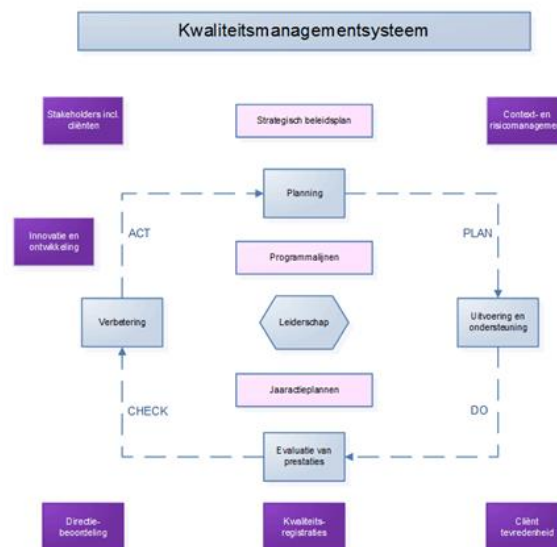 Kwaliteitsmanagementsysteem
Stakeholders incl.
cliënten
Strategisch beleidsplan
Context- en
risicomanagement
Planning
ACT
PLAN
Innovatie en
ontwikkeling
Programmalijnen
Verbetering
Leiderschap
Uitvoering en
ondersteuning
Jaaractieplannen
CHECK
DO
Evaluatie van
prestaties
Directie-
beoordeling
Kwaliteits-
registraties
Cliënt
tevredenheid